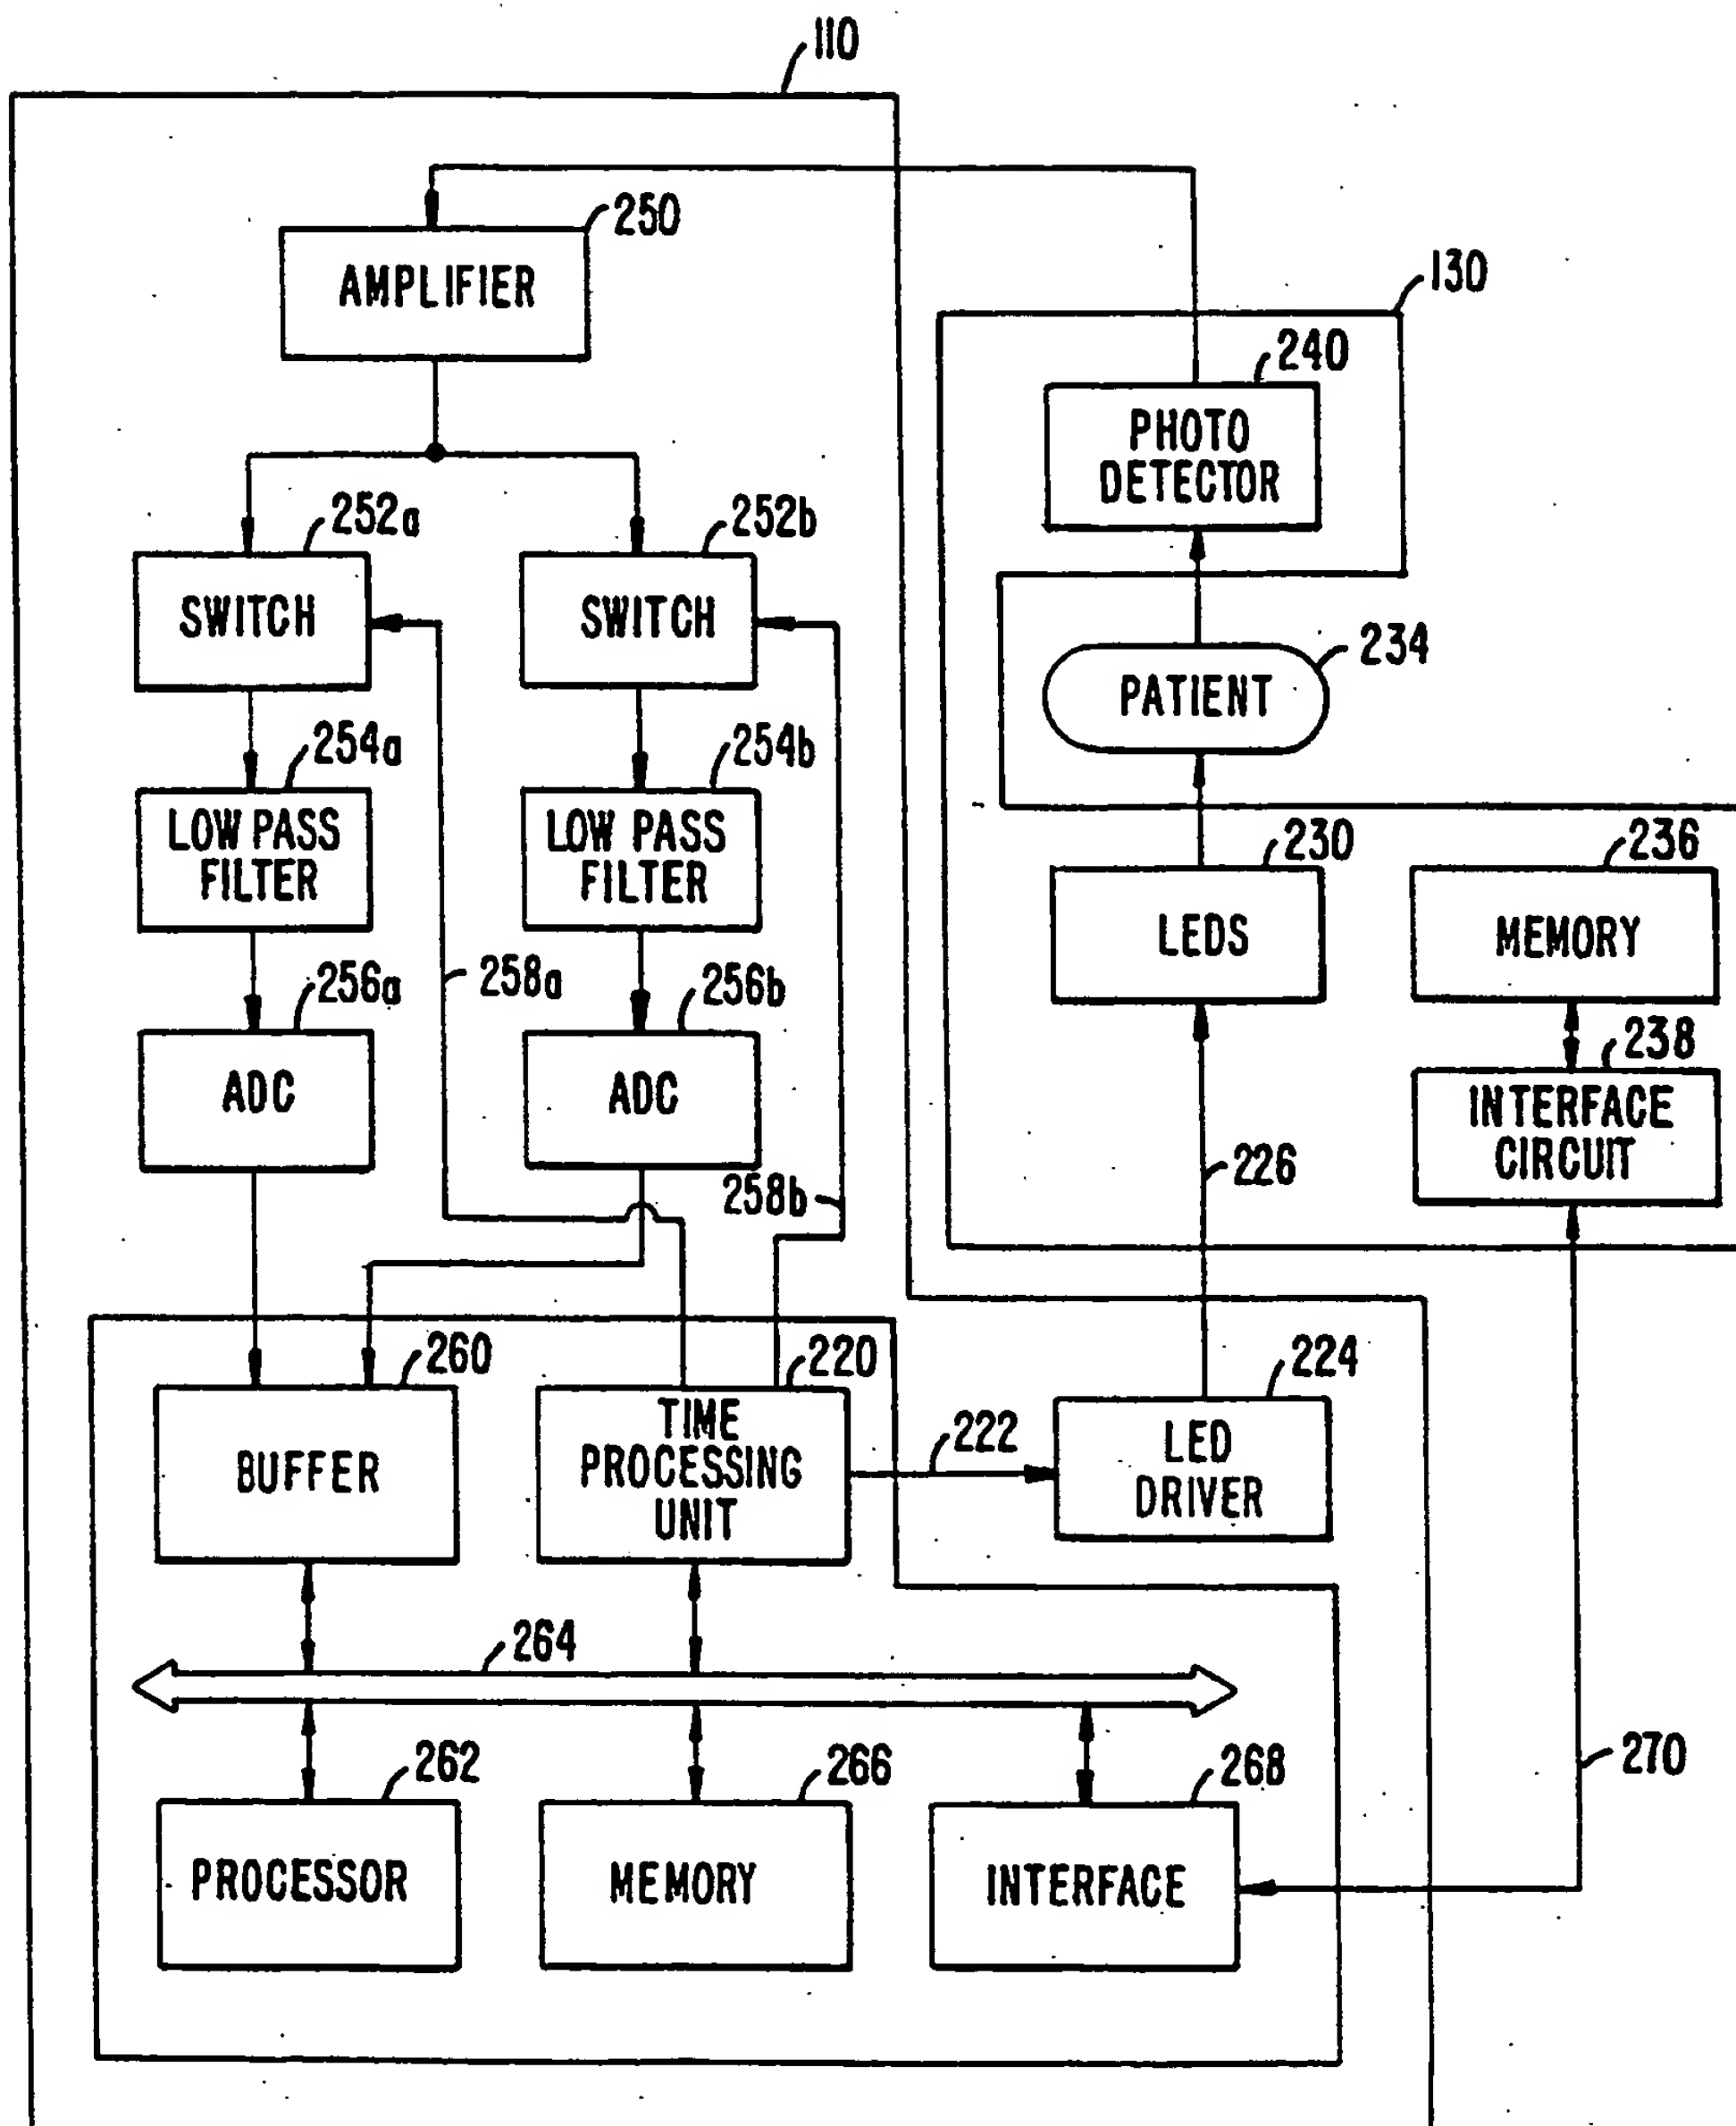 110
250
AMPLIFIER
130
240
PHOTO
DETECTOR
252a
252b
SWITCH
SWITCH
234
PATIENT
254a
254b
LOW PASS
FILTER
LOW PASS
FILTER
230
236
LEDS
MEMORY
256a
258a
256b
238
ADC
ADC
INTERFACE
CIRCUIT
258b
226
260
220
224
BUFFER
TIME
PROCESSING
UNIT
222
LED
DRIVER
264
262
266
268
270
PROCESSOR
MEMORY
INTERFACE